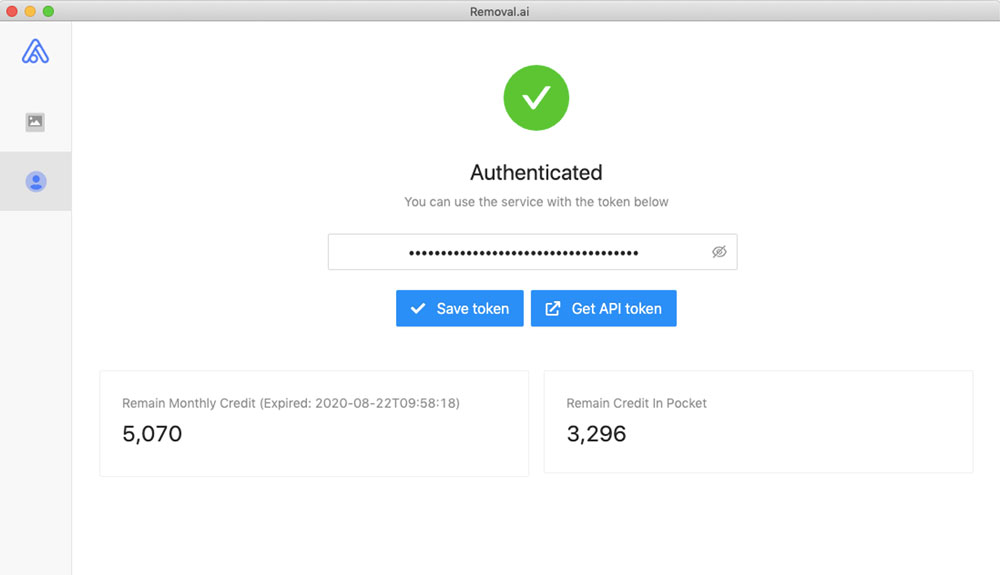 Removal.ai
Authenticated
You can use the service with the token below
••••••••••••••••••••••••••••••••••••
Save token
Get API token
Remain Monthly Credit (Expired: 2020-08-22T09:58:18)
5,070
Remain Credit In Pocket
3,296